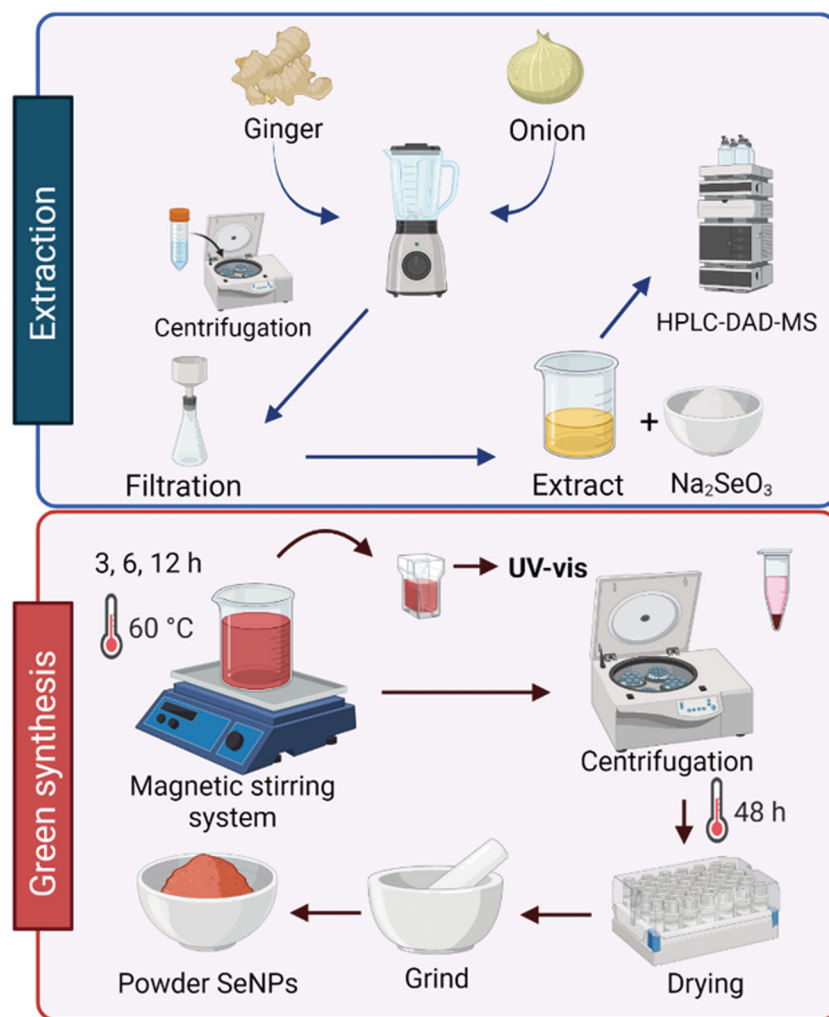 Extraction
Ginger
Onion
Centrifugation
HPLC-DAD-MS
Filtration
Extract
+
Na₂SeO₃
Green synthesis
3, 6, 12 h
60 °C
UV-vis
Magnetic stirring
system
Centrifugation
48 h
Powder SeNPs
Grind
Drying